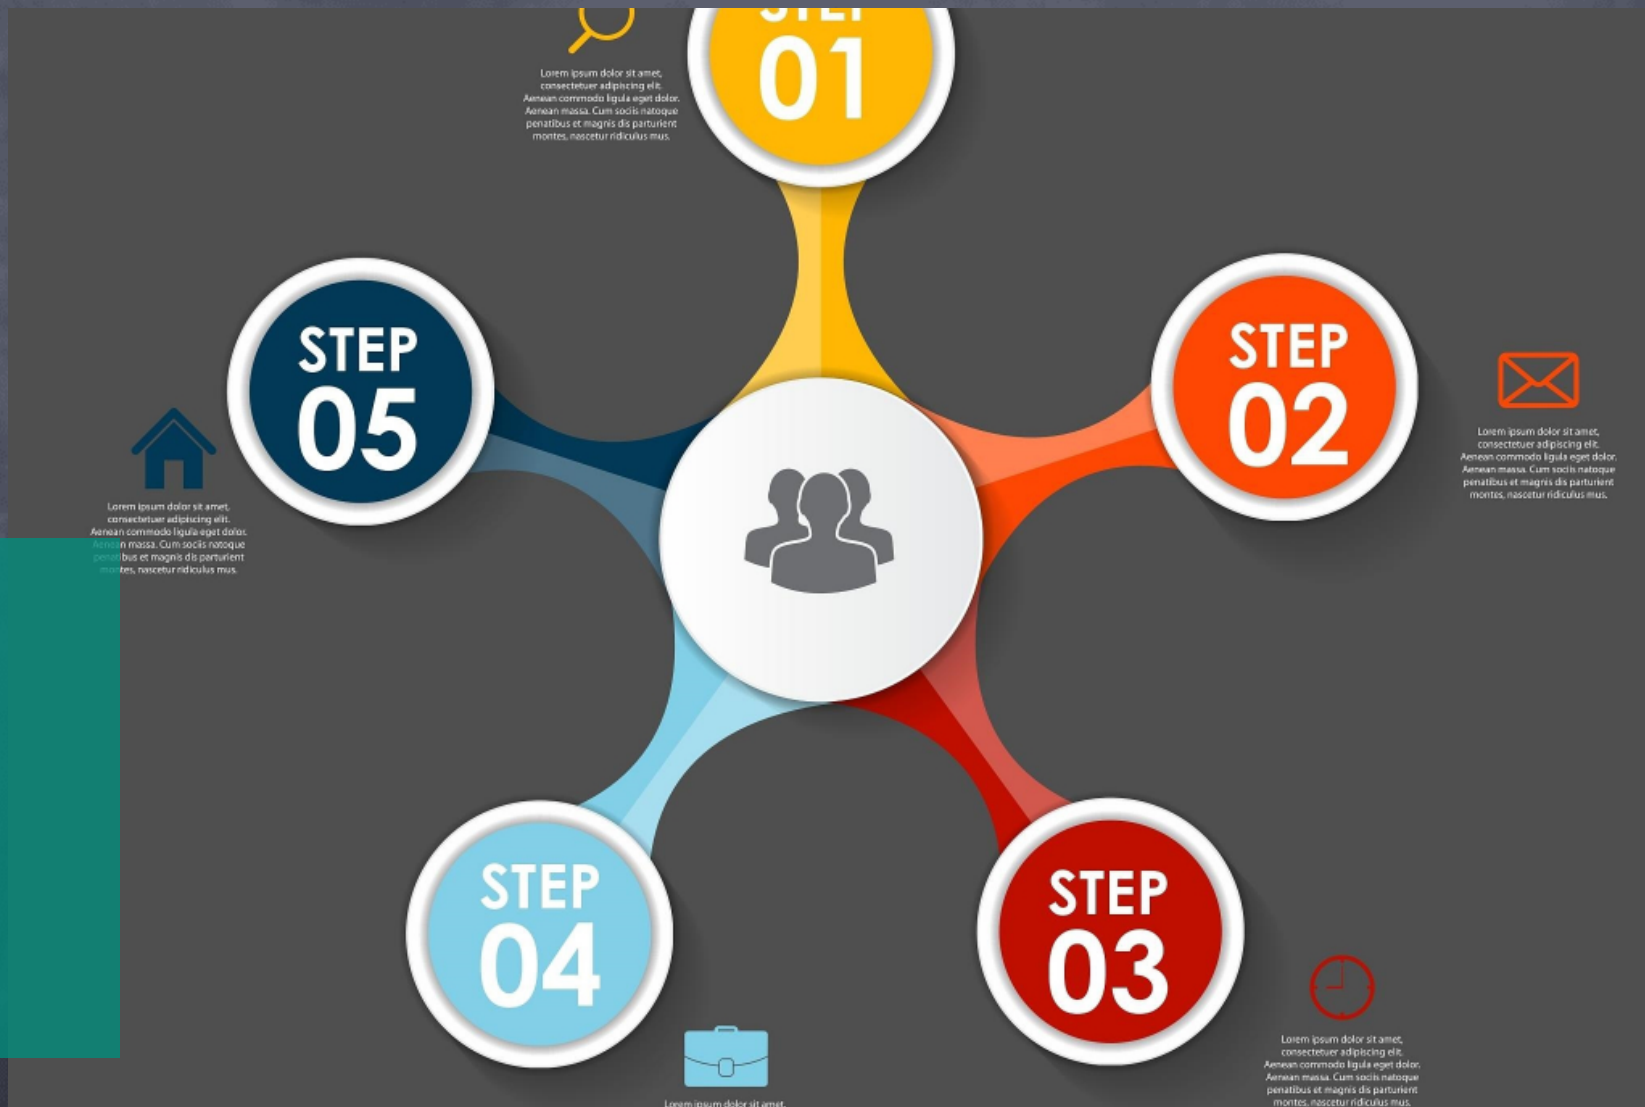 STEP
01
Lorem ipsum dolor sit amet,
consectetuer adipiscing elit.
Aenean commodo ligula eget dolor.
Aenean massa. Cum sociis natoque
penatibus et magnis dis parturient
montes, nascetur ridiculus mus.
STEP
02
Lorem ipsum dolor sit amet,
consectetuer adipiscing elit.
Aenean commodo ligula eget dolor.
Aenean massa. Cum sociis natoque
penatibus et magnis dis parturient
montes, nascetur ridiculus mus.
STEP
05
Lorem ipsum dolor sit amet,
consectetuer adipiscing elit.
Aenean commodo ligula eget dolor.
Aenean massa. Cum sociis natoque
penatibus et magnis dis parturient
montes, nascetur ridiculus mus.
STEP
04
Lorem ipsum dolor sit amet,
STEP
03
Lorem ipsum dolor sit amet,
consectetuer adipiscing elit.
Aenean commodo ligula eget dolor.
Aenean massa. Cum sociis natoque
penatibus et magnis dis parturient
montes, nascetur ridiculus mus.